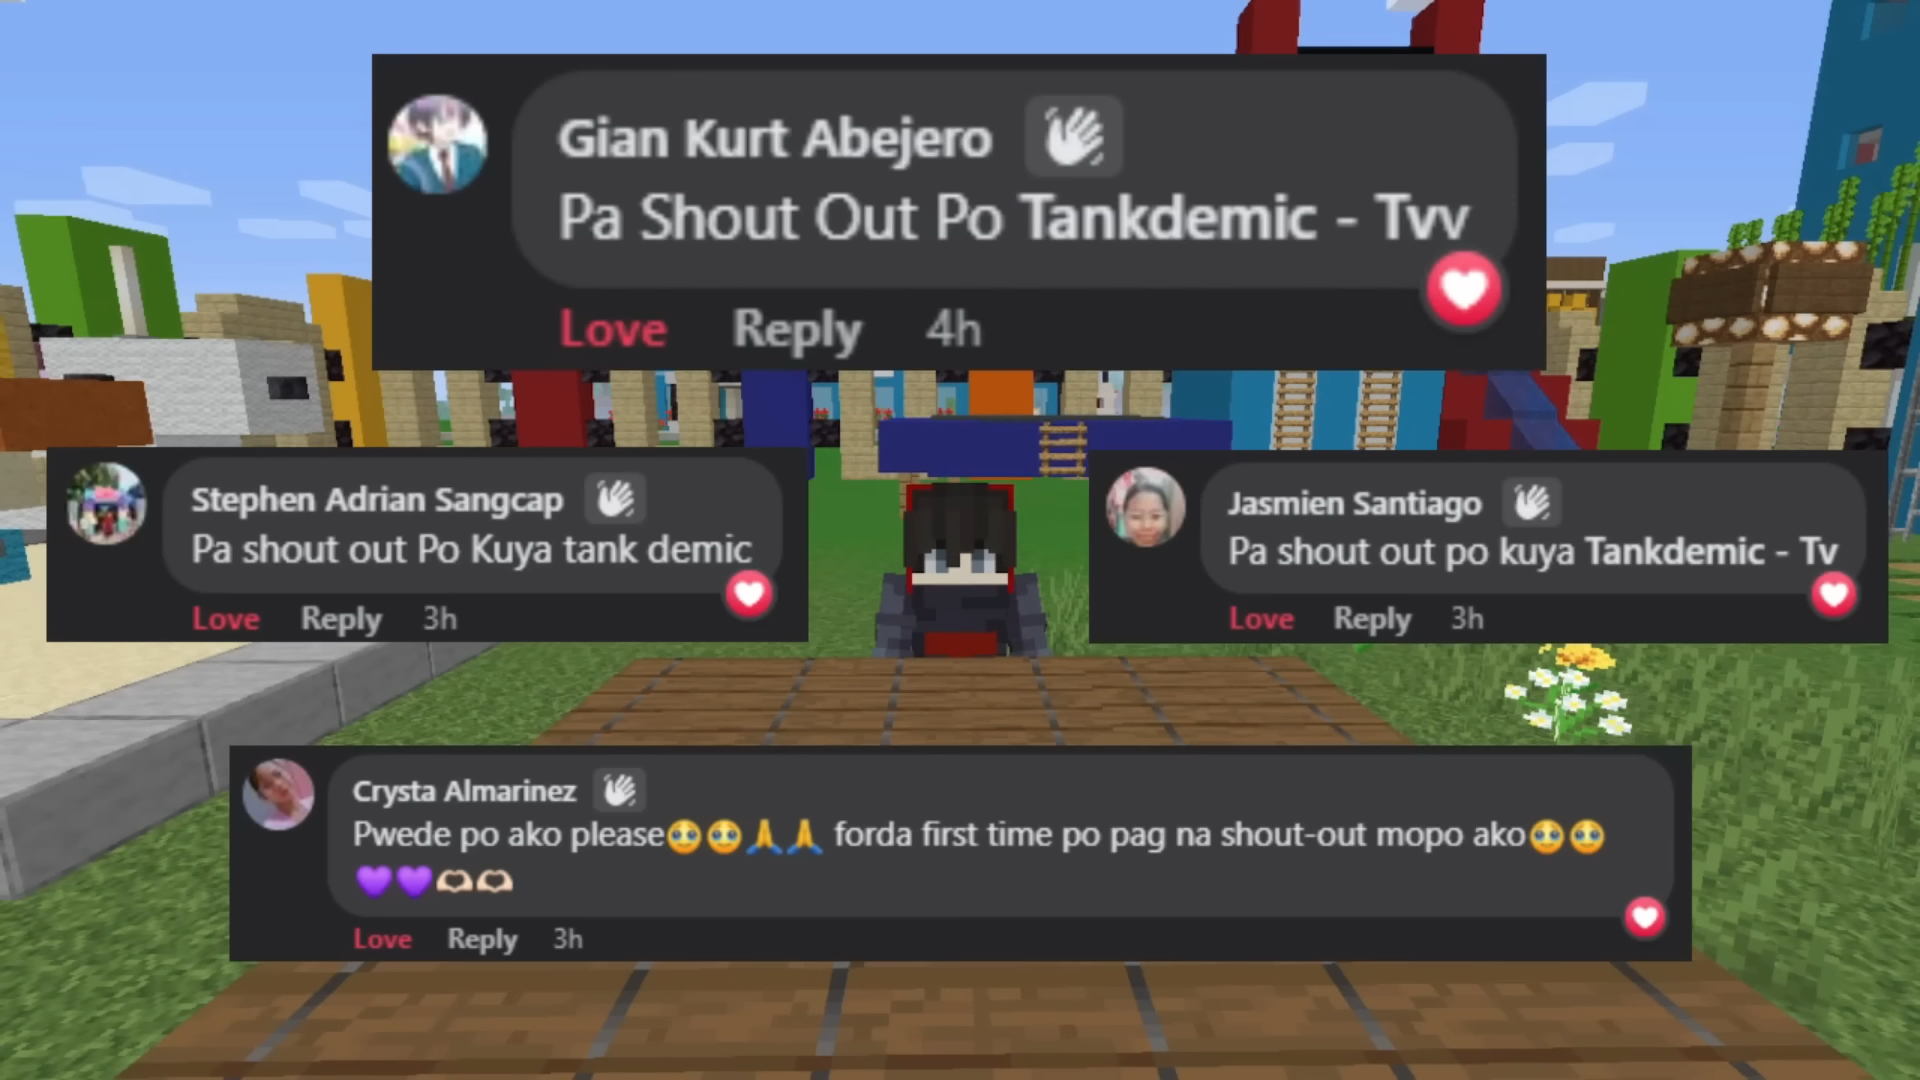 Gian Kurt Abejero 👋
Pa Shout Out Po Tankdemic - Tvv
Love Reply 4h
Stephen Adrian Sangcap 👋
Pa shout out Po Kuya tank demic
Love Reply 3h
Jasmien Santiago 👋
Pa shout out po kuya Tankdemic - Tv
Love Reply 3h
Crysta Almarinez 👋
Pwede po ako please🥹🥹🙏🙏 forda first time po pag na shout-out mopo ako🥹🥹
💜💜🫶🏻🫶🏻
Love Reply 3h